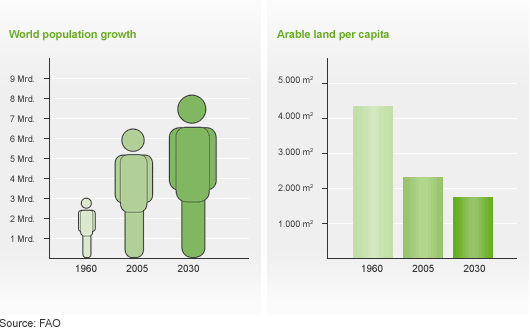 World population growth
9 Mrd.
8 Mrd.
7 Mrd.
6 Mrd.
5 Mrd.
4 Mrd.
3 Mrd.
2 Mrd.
1 Mrd.
1960 2005 2030
Arable land per capita
5.000 m²
4.000 m²
3.000 m²
2.000 m²
1.000 m²
1960 2005 2030
Source: FAO